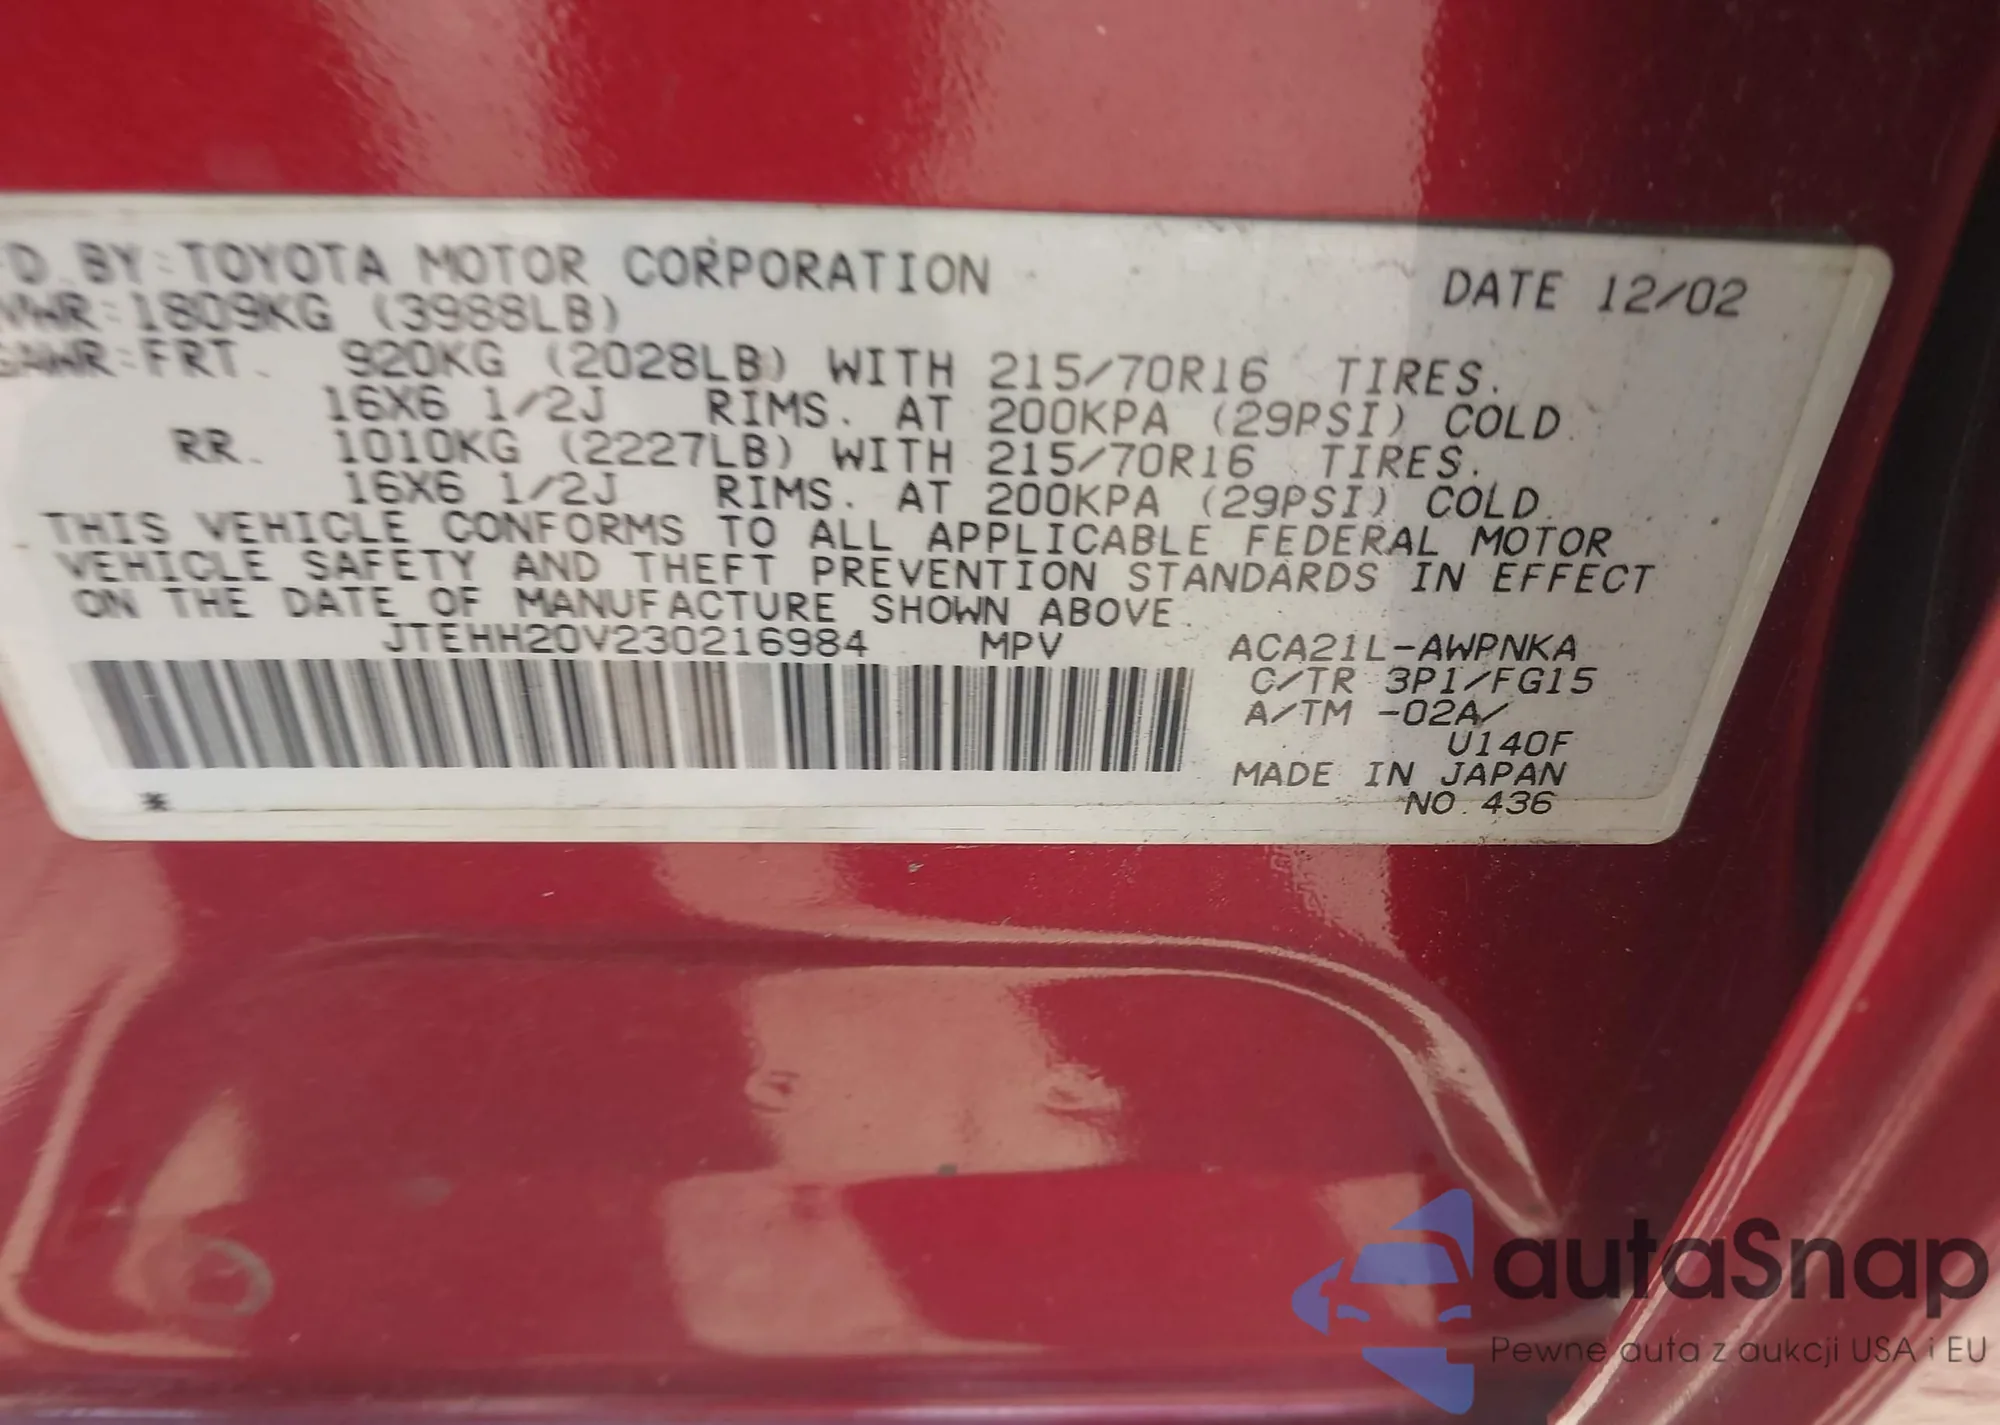 FD. BY:TOYOTA MOTOR CORPORATION DATE 12/02
VWR:1809KG (3988LB)
GAWR:FRT. 920KG (2028LB) WITH 215/70R16 TIRES.
16X6 1/2J RIMS. AT 200KPA (29PSI) COLD.
RR. 1010KG (2227LB) WITH 215/70R16 TIRES.
16X6 1/2J RIMS. AT 200KPA (29PSI) COLD.
THIS VEHICLE CONFORMS TO ALL APPLICABLE FEDERAL MOTOR
VEHICLE SAFETY AND THEFT PREVENTION STANDARDS IN EFFECT
ON THE DATE OF MANUFACTURE SHOWN ABOVE.
JTEHH20V230216984 MPV ACA21L-AWPNKA
C/TR 3P1/FG15
A/TM -02A/
U140F
MADE IN JAPAN
* NO.436
autaSnap
Pewne auta z aukcji USA i EU